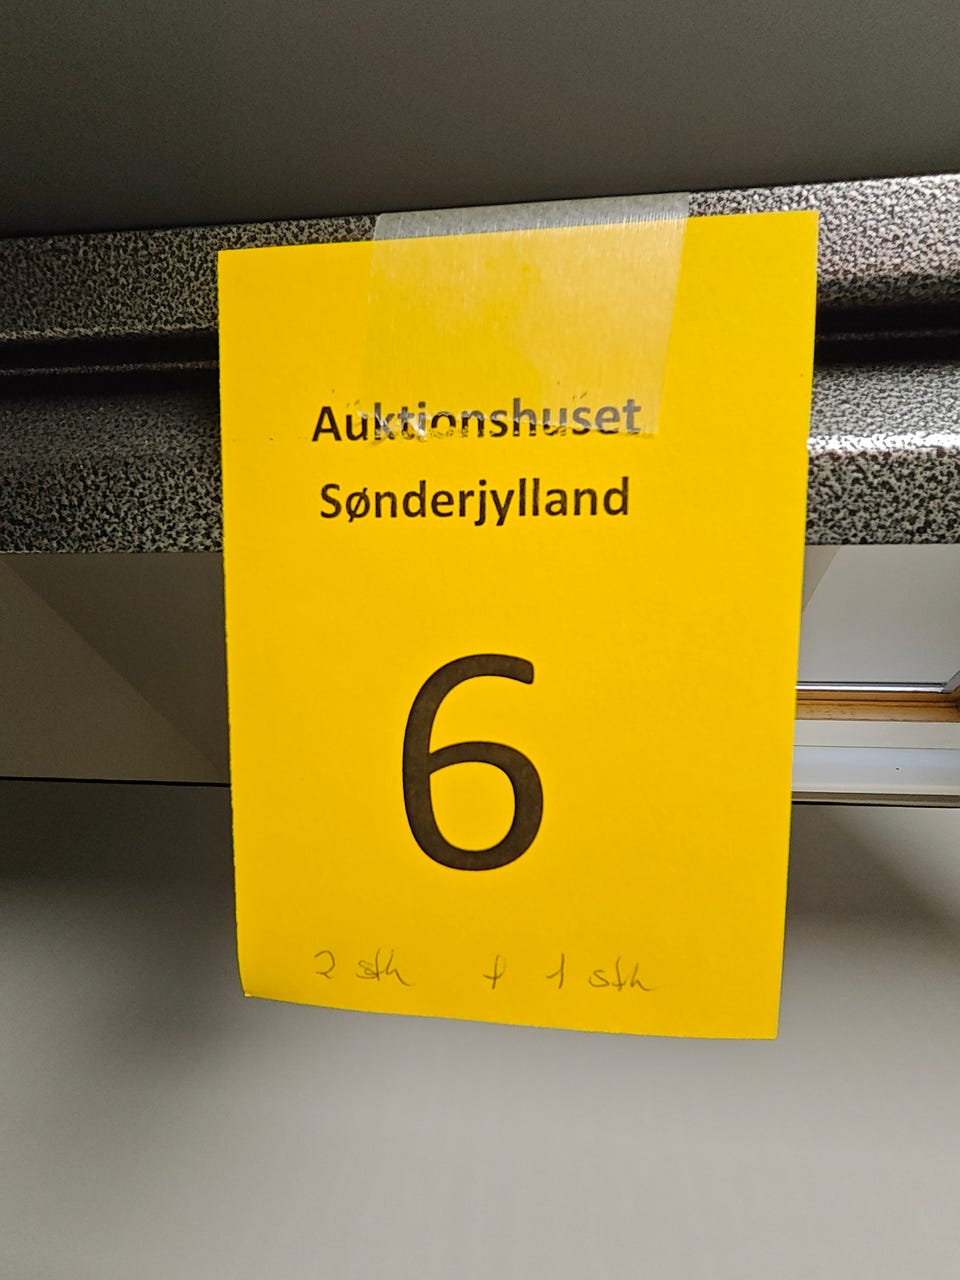 Auktionshuset
Sønderjylland
6
2 stk + 1 stk